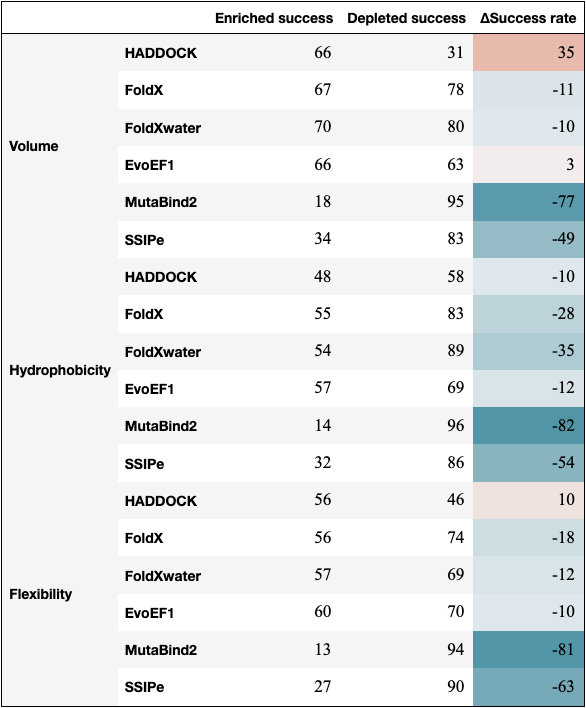 Enriched success Depleted success ΔSuccess rate
Volume
HADDOCK 66 31 35
FoldX 67 78 -11
FoldXwater 70 80 -10
EvoEF1 66 63 3
MutaBind2 18 95 -77
SSIPe 34 83 -49
Hydrophobicity
HADDOCK 48 58 -10
FoldX 55 83 -28
FoldXwater 54 89 -35
EvoEF1 57 69 -12
MutaBind2 14 96 -82
SSIPe 32 86 -54
Flexibility
HADDOCK 56 46 10
FoldX 56 74 -18
FoldXwater 57 69 -12
EvoEF1 60 70 -10
MutaBind2 13 94 -81
SSIPe 27 90 -63